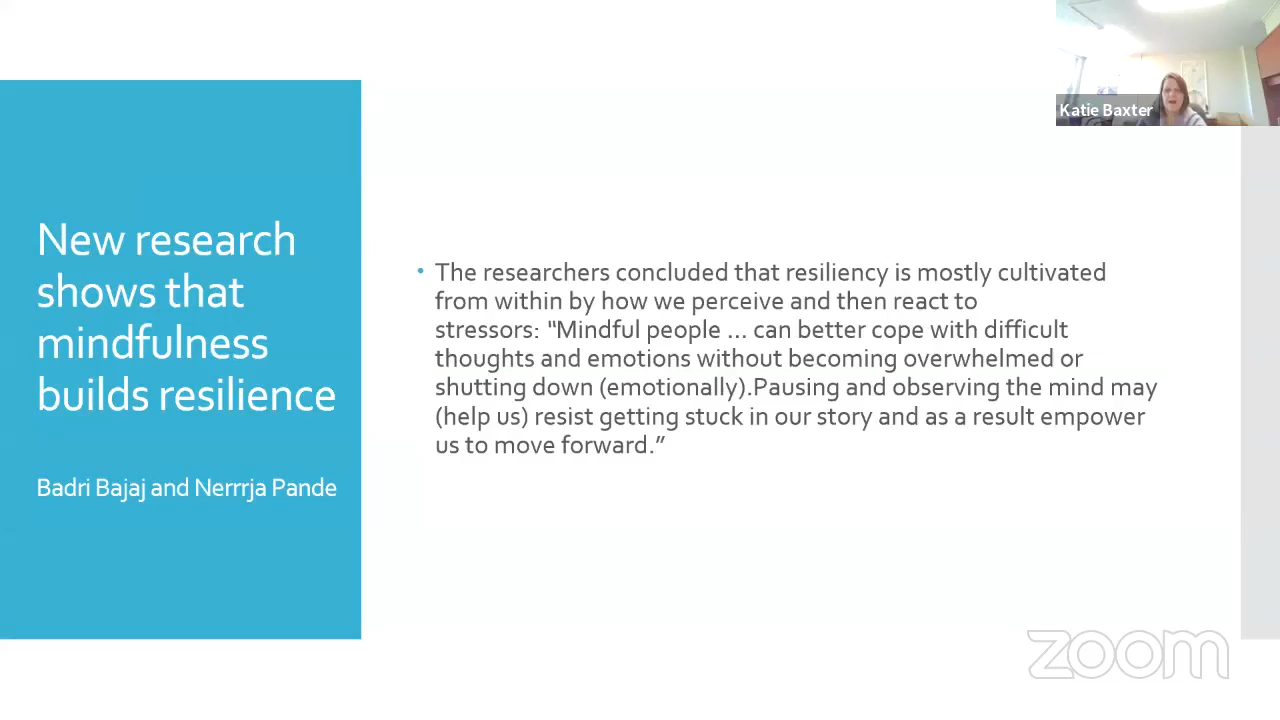 Katie Baxter
New research
shows that
mindfulness
builds resilience
Badri Bajaj and Nerrrja Pande
• The researchers concluded that resiliency is mostly cultivated
from within by how we perceive and then react to
stressors: “Mindful people ... can better cope with difficult
thoughts and emotions without becoming overwhelmed or
shutting down (emotionally).Pausing and observing the mind may
(help us) resist getting stuck in our story and as a result empower
us to move forward.”
zoom